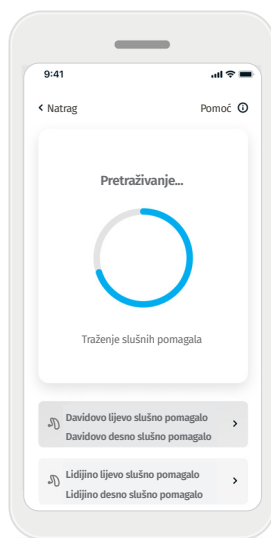 9:41
Natrag Pomoć
Pretraživanje...
Traženje slušnih pomagala
Davidovo lijevo slušno pomagalo
Davidovo desno slušno pomagalo
Lidijino lijevo slušno pomagalo
Lidijino desno slušno pomagalo